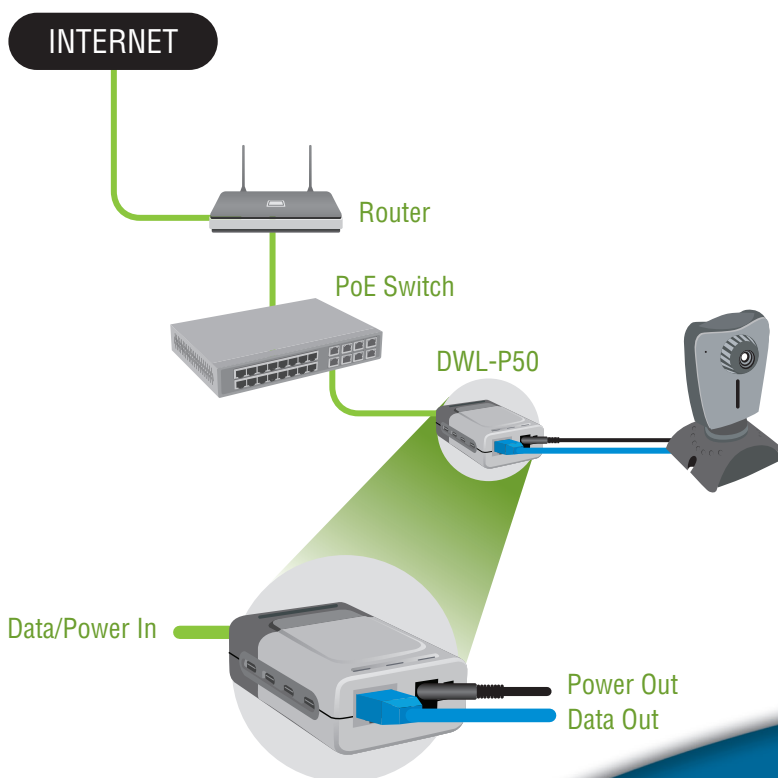 INTERNET
Router
PoE Switch
DWL-P50
Data/Power In
Power Out
Data Out